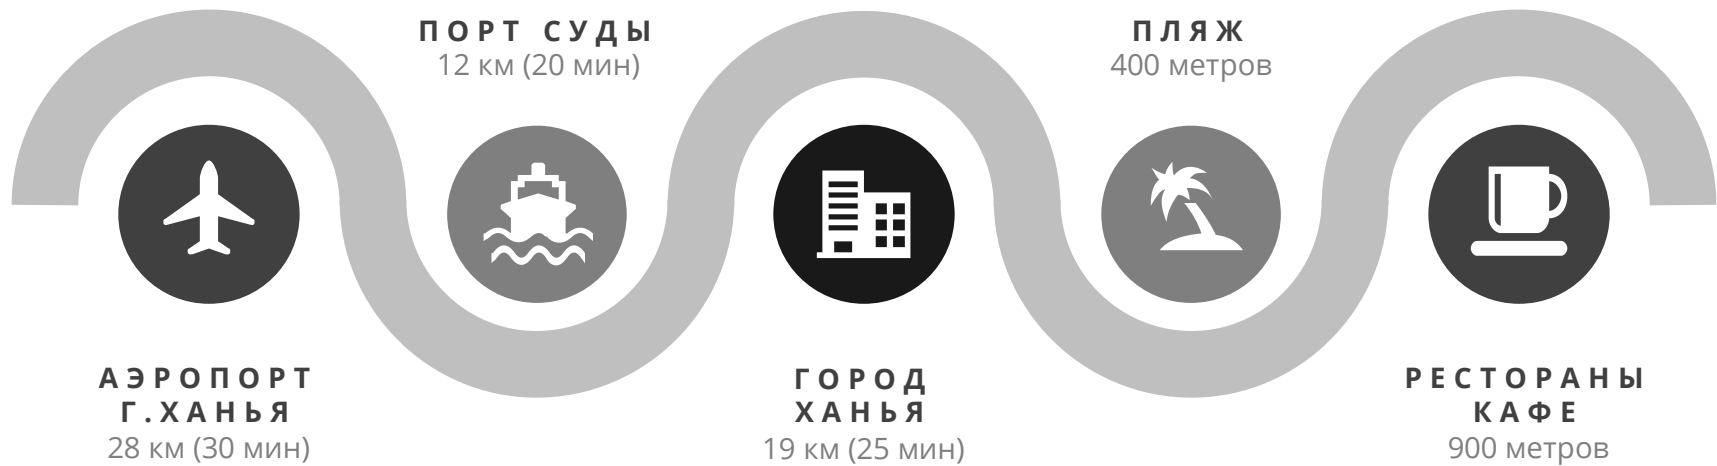 ПОРТ СУДЫ
12 км (20 мин)
ПЛЯЖ
400 метров
АЭРОПОРТ
Г.ХАНЬЯ
28 км (30 мин)
ГОРОД
ХАНЬЯ
19 км (25 мин)
РЕСТОРАНЫ
КАФЕ
900 метров